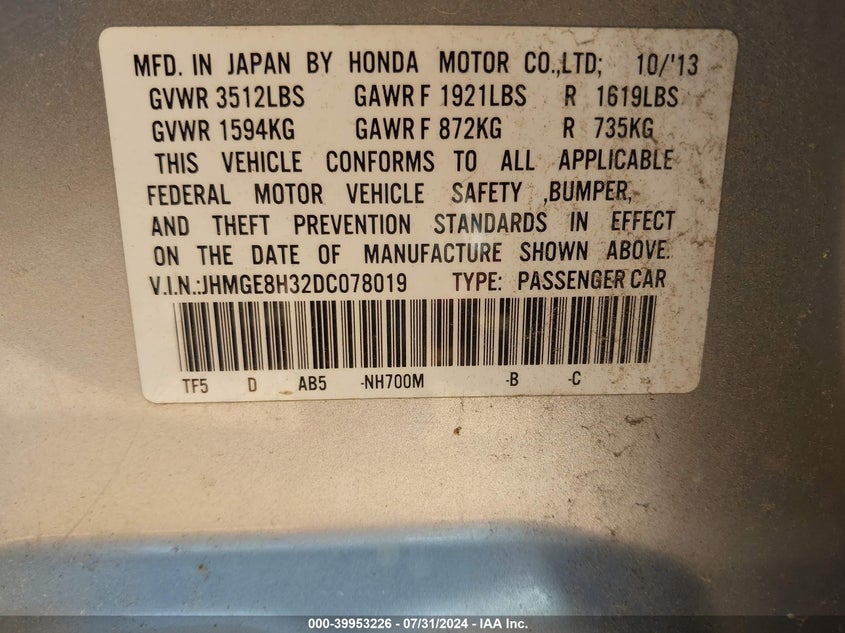 MFD. IN JAPAN BY HONDA MOTOR CO.,LTD; 10/'13
GVWR 3512LBS GAWR F 1921LBS R 1619LBS
GVWR 1594KG GAWR F 872KG R 735KG
THIS VEHICLE CONFORMS TO ALL APPLICABLE
FEDERAL MOTOR VEHICLE SAFETY ,BUMPER,
AND THEFT PREVENTION STANDARDS IN EFFECT
ON THE DATE OF MANUFACTURE SHOWN ABOVE.
V.I.N.:JHMGE8H32DC078019 TYPE: PASSENGER CAR
TF5 D AB5 -NH700M -B -C
000-39953226 - 07/31/2024 - IAA Inc.